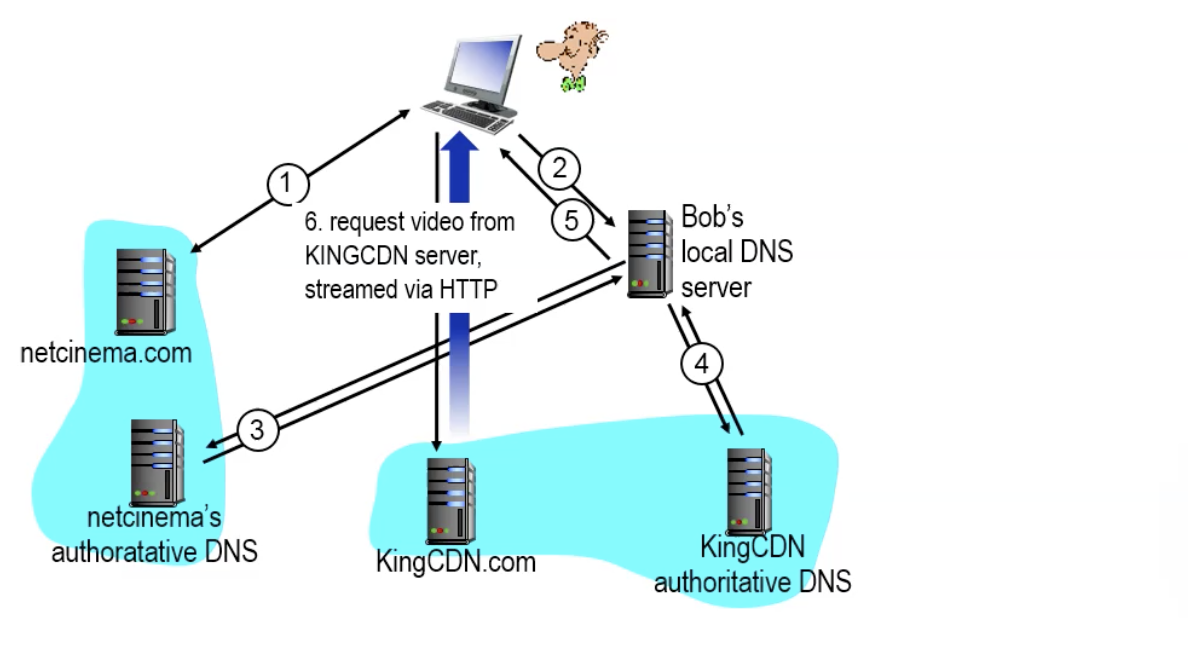 1
2
5
6. request video from
KINGCDN server,
streamed via HTTP
Bob's
local DNS
server
netcinema.com
4
3
netcinema's
authoratative DNS
KingCDN.com
KingCDN
authoritative DNS